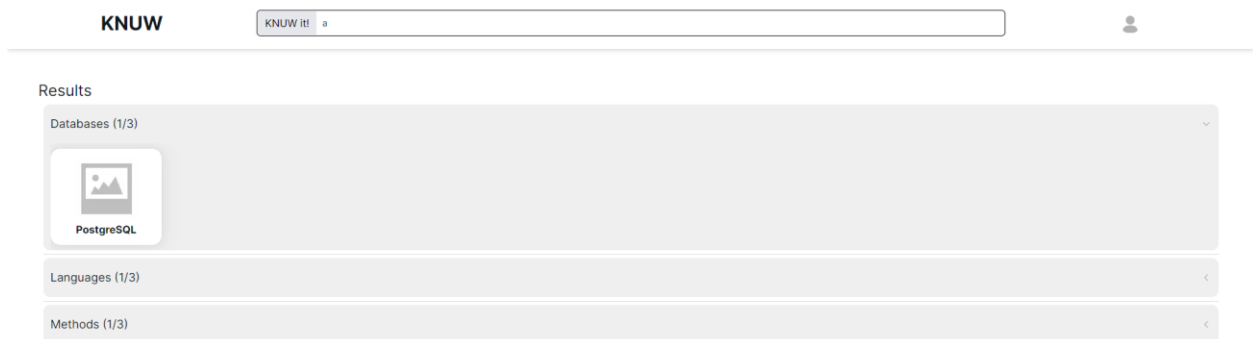 KNUW
KNUW it! a
Results
Databases (1/3)
PostgreSQL
Languages (1/3)
Methods (1/3)